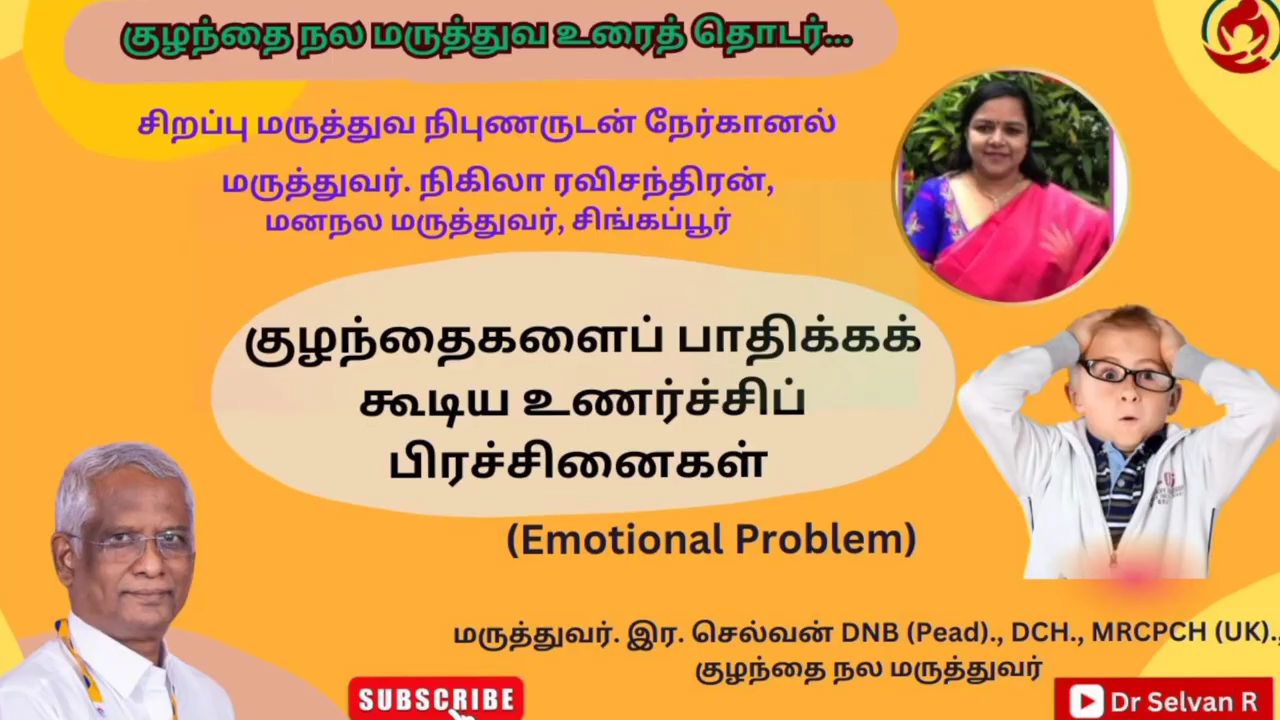 குழந்தை நல மருத்துவ உரைத் தொடர்...
சிறப்பு மருத்துவ நிபுணருடன் நேர்கானல்
மருத்துவர். நிகிலா ரவிசந்திரன்,
மனநல மருத்துவர், சிங்கப்பூர்
குழந்தைகளைப் பாதிக்கக்
கூடிய உணர்ச்சிப்
பிரச்சினைகள்
(Emotional Problem)
மருத்துவர். இர. செல்வன் DNB (Pead)., DCH., MRCPCH (UK).,
குழந்தை நல மருத்துவர்
SUBSCRIBE
Dr Selvan R